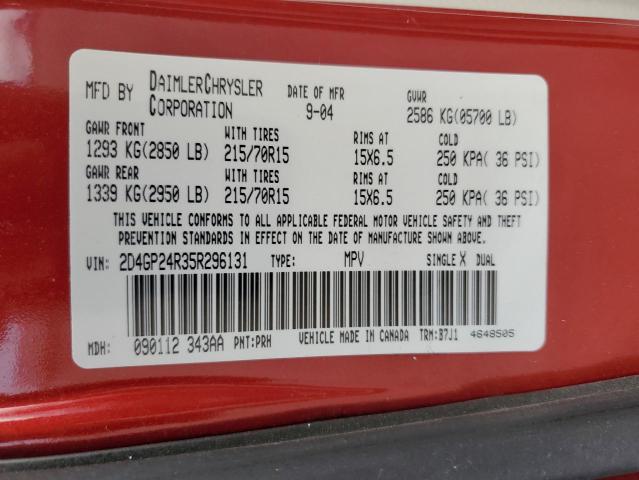 MFD BY DAIMLERCHRYSLER CORPORATION DATE OF MFR 9-04 GVWR 2586 KG(05700 LB)
GAWR FRONT WITH TIRES RIMS AT COLD
1293 KG(2850 LB) 215/70R15 15X6.5 250 KPA( 36 PSI)
GAWR REAR WITH TIRES RIMS AT COLD
1339 KG(2950 LB) 215/70R15 15X6.5 250 KPA( 36 PSI)
THIS VEHICLE CONFORMS TO ALL APPLICABLE FEDERAL MOTOR VEHICLE SAFETY AND THEFT
PREVENTION STANDARDS IN EFFECT ON THE DATE OF MANUFACTURE SHOWN ABOVE.
VIN: 2D4GP24R35R296131 TYPE: MPV SINGLE X DUAL
MDH: 090112 343AA PNT:PRH VEHICLE MADE IN CANADA TRM:B7J1 4648505